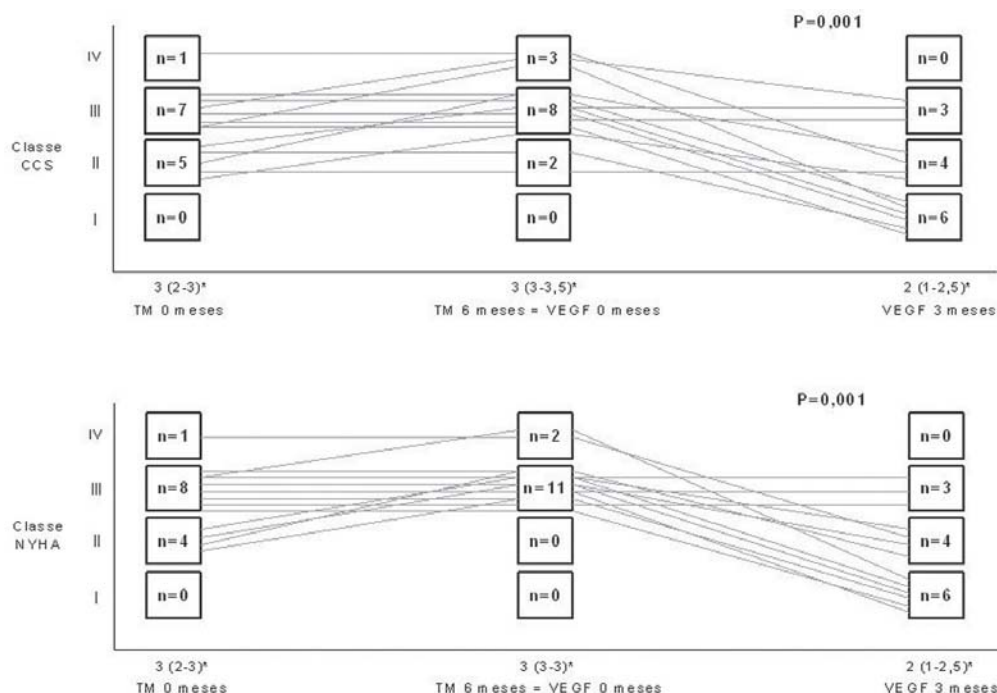 P=0,001
IV
n=1
n=3
n=0
III
n=7
n=8
n=3
Classe
CCS
II
n=5
n=2
n=4
I
n=0
n=0
n=6
3 (2-3)*
3 (3-3,5)*
2 (1-2,5)*
TM 0 meses
TM 6 meses = VEGF 0 meses
VEGF 3 meses
P=0,001
IV
n=1
n=2
n=0
III
n=8
n=11
n=3
Classe
NYHA
II
n=4
n=0
n=4
I
n=0
n=0
n=6
3 (2-3)*
3 (3-3)*
2 (1-2,5)*
TM 0 meses
TM 6 meses = VEGF 0 meses
VEGF 3 meses